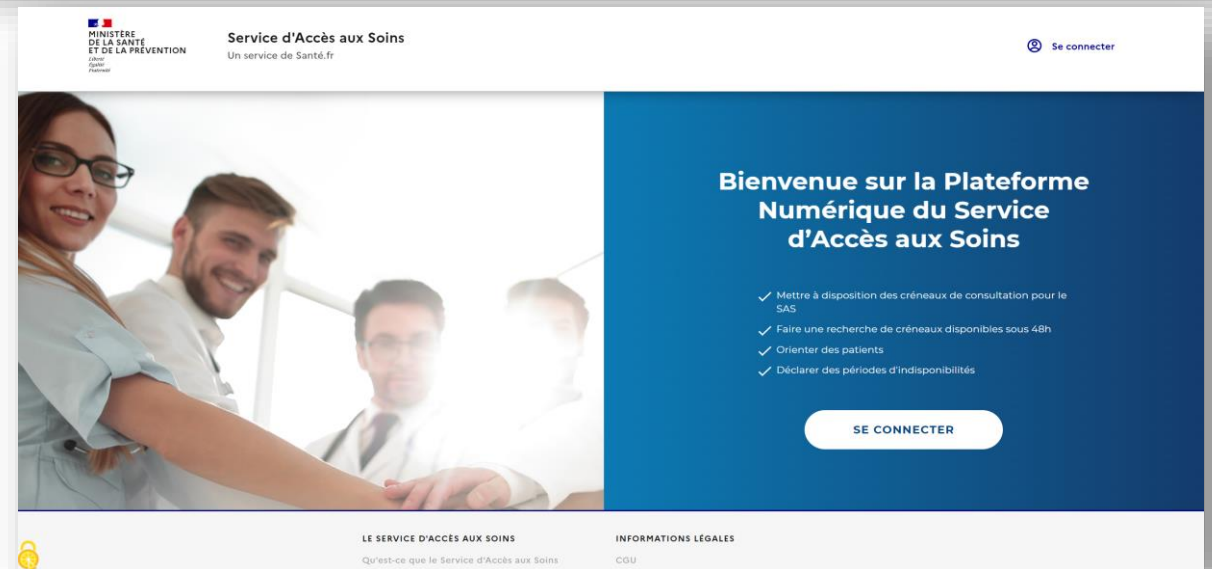 MINISTÈRE
DE LA SANTÉ
ET DE LA PRÉVENTION
Liberté
Égalité
Fraternité
Service d'Accès aux Soins
Un service de Santé.fr
Se connecter
Bienvenue sur la Plateforme
Numérique du Service
d'Accès aux Soins
Mettre à disposition des créneaux de consultation pour le
SAS
Faire une recherche de créneaux disponibles sous 48h
Orienter des patients
Déclarer des périodes d'indisponibilités
SE CONNECTER
LE SERVICE D'ACCÈS AUX SOINS
Qu'est-ce que le Service d'Accès aux Soins
INFORMATIONS LÉGALES
CGU